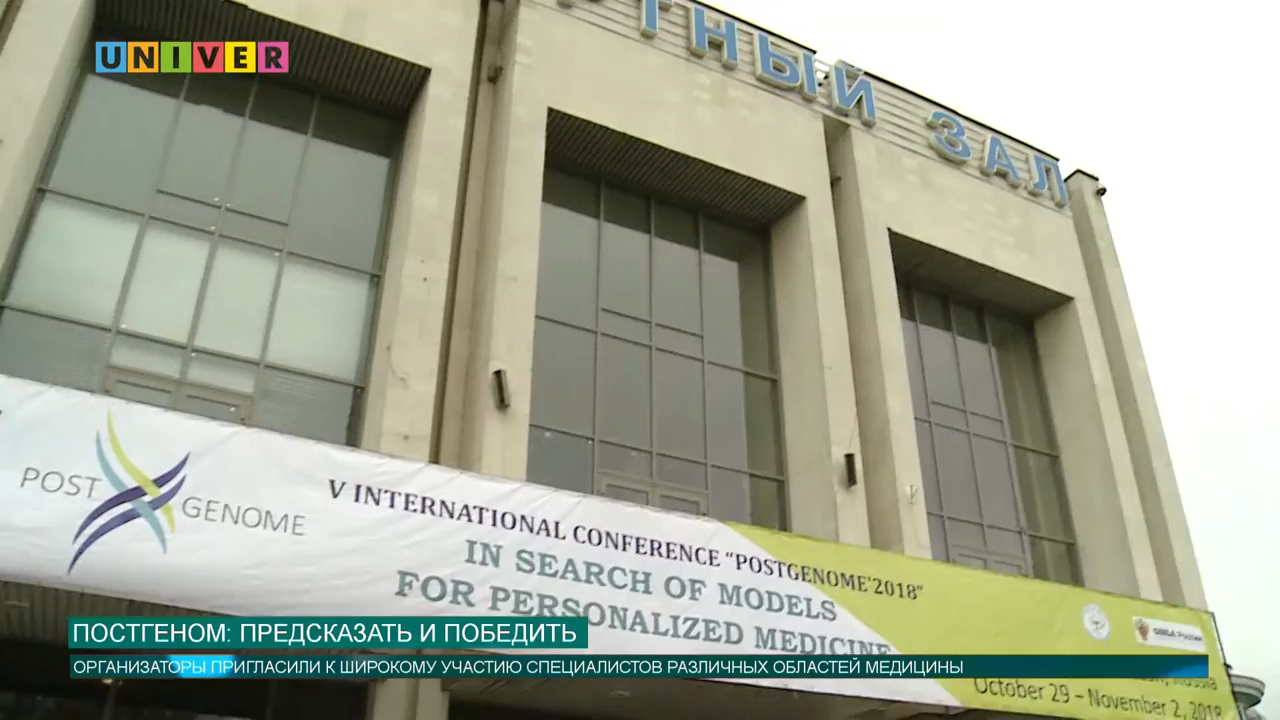 UNIVER
ТНЫЙ ЗАЛ
POST GENOME
V INTERNATIONAL CONFERENCE “POSTGENOME'2018”
IN SEARCH OF MODELS
FOR PERSONALIZED MEDICINE
ПОСТГЕНОМ: ПРЕДСКАЗАТЬ И ПОБЕДИТЬ
ОРГАНИЗАТОРЫ ПРИГЛАСИЛИ К ШИРОКОМУ УЧАСТИЮ СПЕЦИАЛИСТОВ РАЗЛИЧНЫХ ОБЛАСТЕЙ МЕДИЦИНЫ
October 29 – November 2, 2018